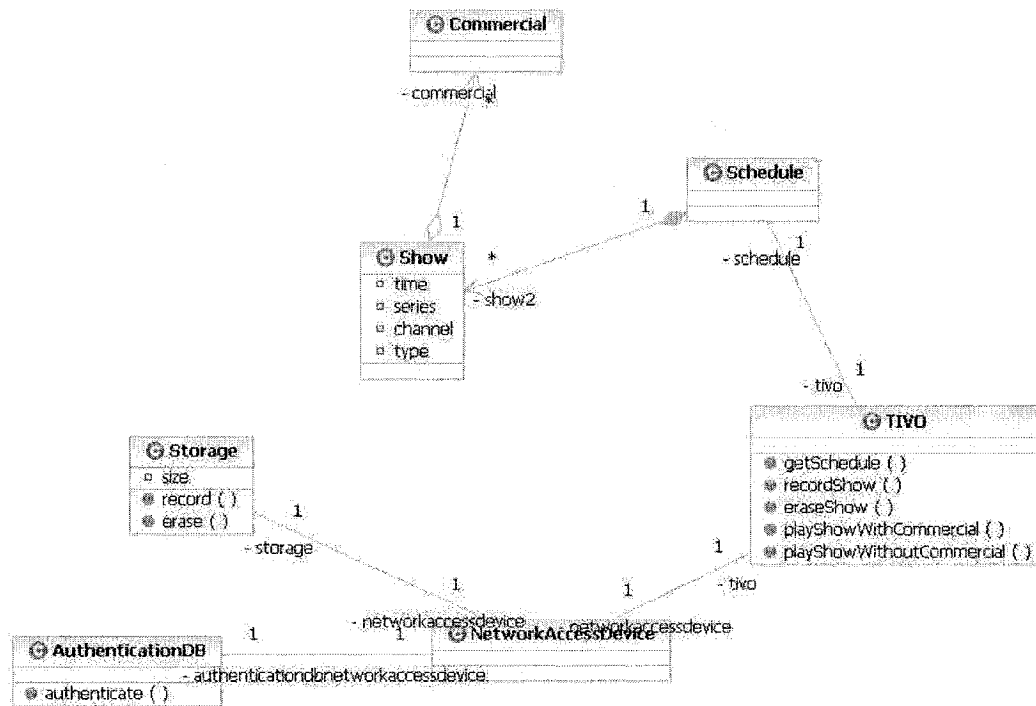 Commercial
- commercial
*
Schedule
1
1
1
- schedule
Show
*
time
- show2
series
channel
type
1
- tivo
TIVO
Storage
getSchedule ( )
size
recordShow ( )
record ( )
eraseShow ( )
erase ( )
playShowWithCommercial ( )
1
playShowWithoutCommercial ( )
- storage
1
- tivo
1
1
- networkaccessdevice
- networkaccessdevice
1
1
NetworkAccessDevice
AuthenticationDB
- authenticationdbnetworkaccessdevice
authenticate ( )